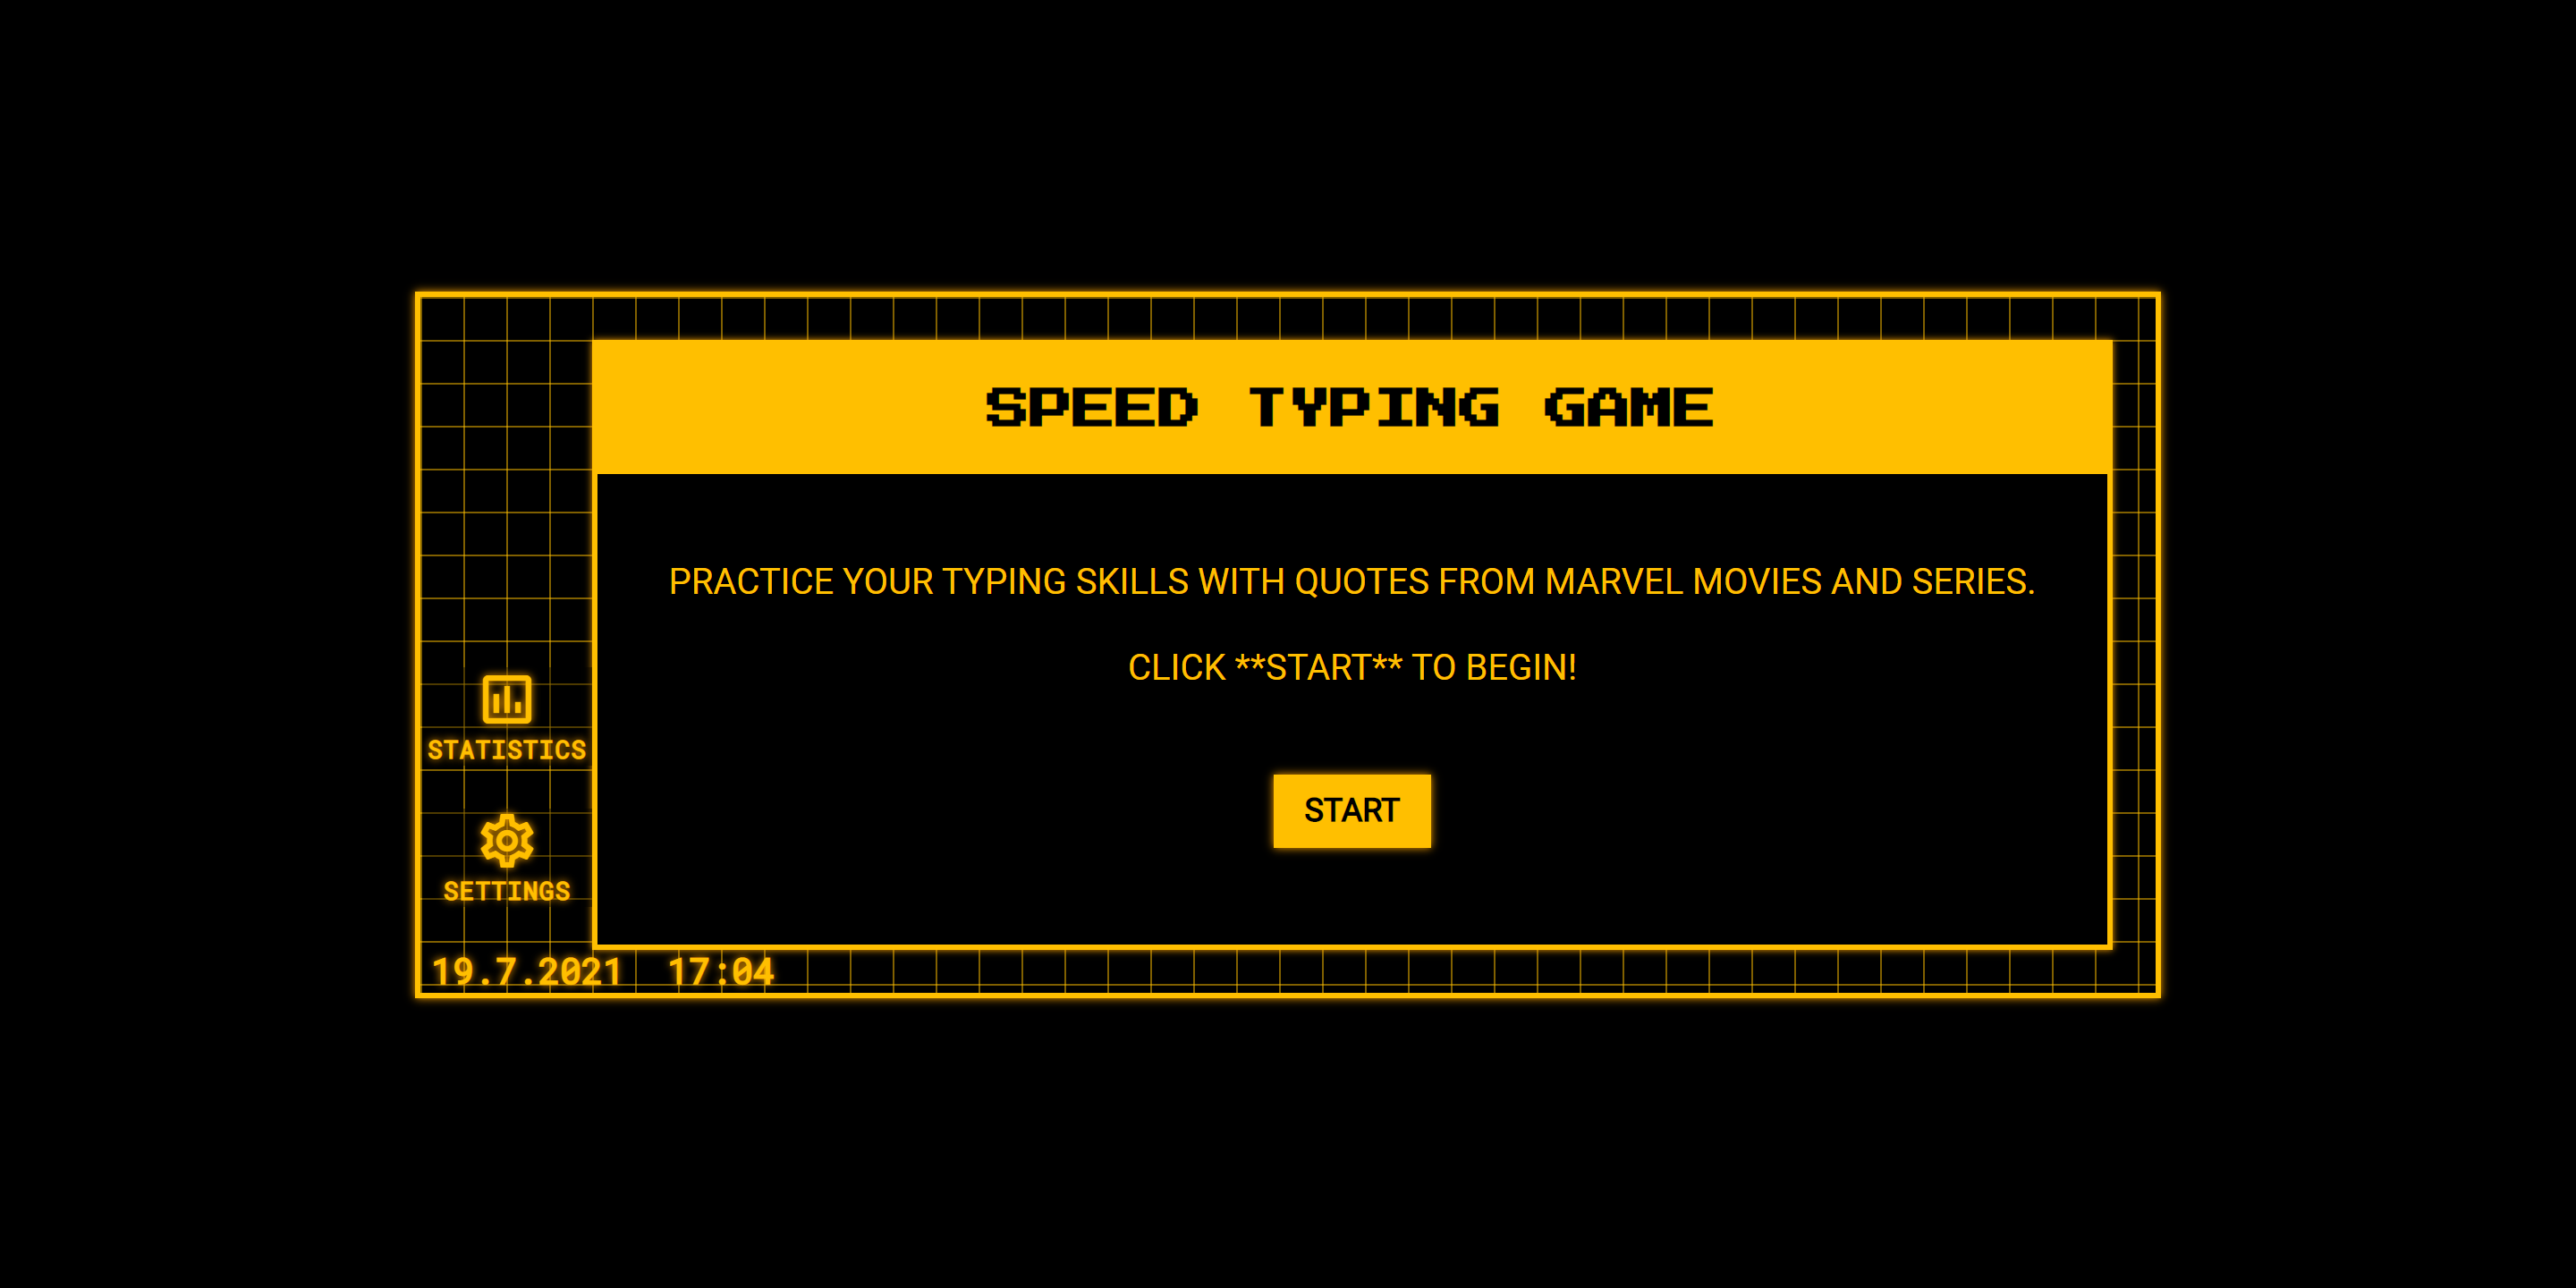 SPEED TYPING GAME
PRACTICE YOUR TYPING SKILLS WITH QUOTES FROM MARVEL MOVIES AND SERIES.
CLICK **START** TO BEGIN!
START
STATISTICS
SETTINGS
19.7.2021 17:04